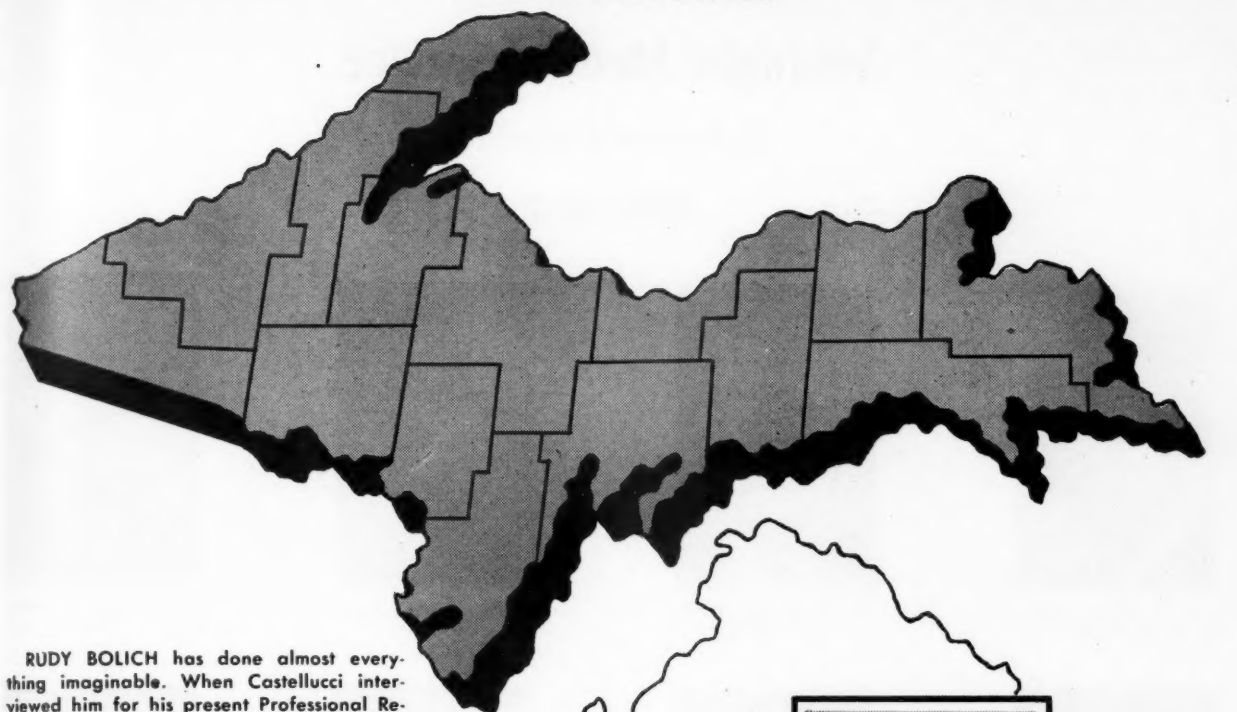 RUDY BOLICH has done almost every-
thing imaginable. When Castellucci inter-
viewed him for his present Professional Re-